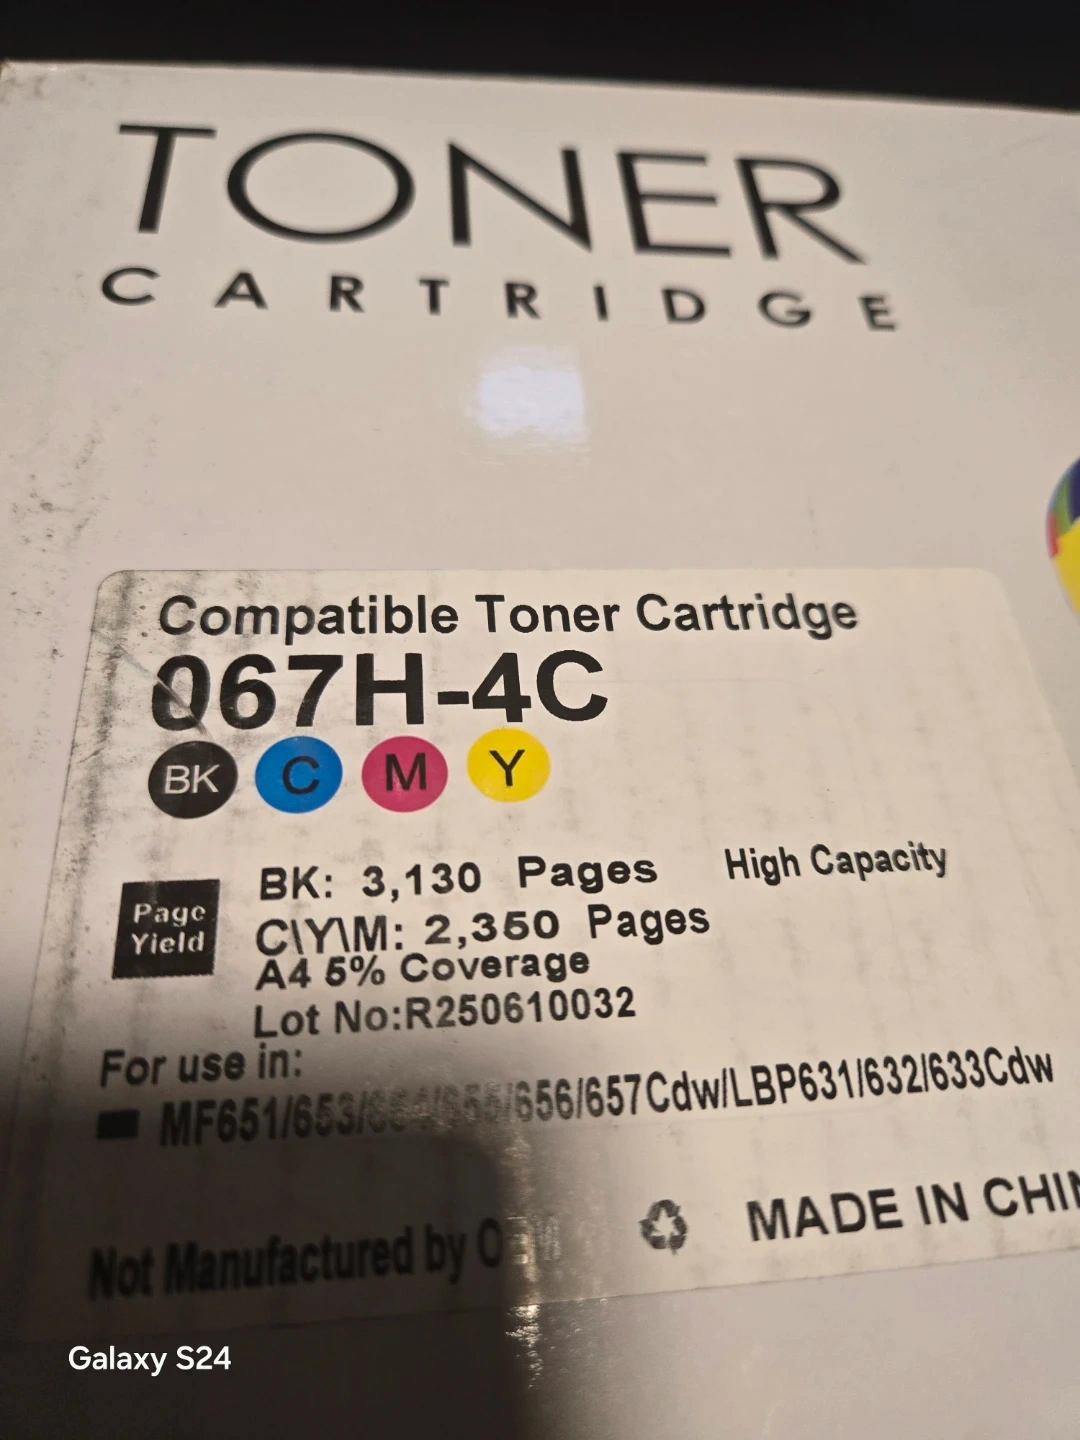 TONER
CARTRIDGE
Compatible Toner Cartridge
067H-4C
BK C M Y
Page
Yield
BK: 3,130 Pages High Capacity
C\Y\M: 2,350 Pages
A4 5% Coverage
Lot No:R250610032
For use in:
MF651/653/654/655/656/657Cdw/LBP631/632/633Cdw
Not Manufactured by
MADE IN
Galaxy S24